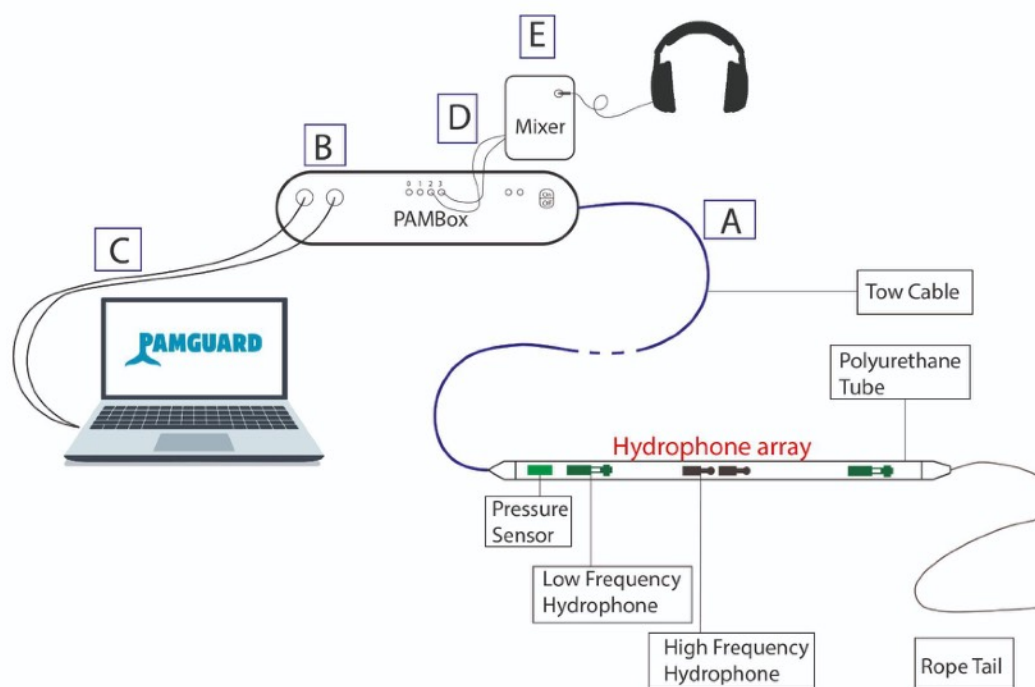 E
Mixer
D
B
0 1 2 3
On
Off
PAMBox
A
C
Tow Cable
PAMGUARD
Polyurethane
Tube
Hydrophone array
Pressure
Sensor
Low Frequency
Hydrophone
High Frequency
Hydrophone
Rope Tail